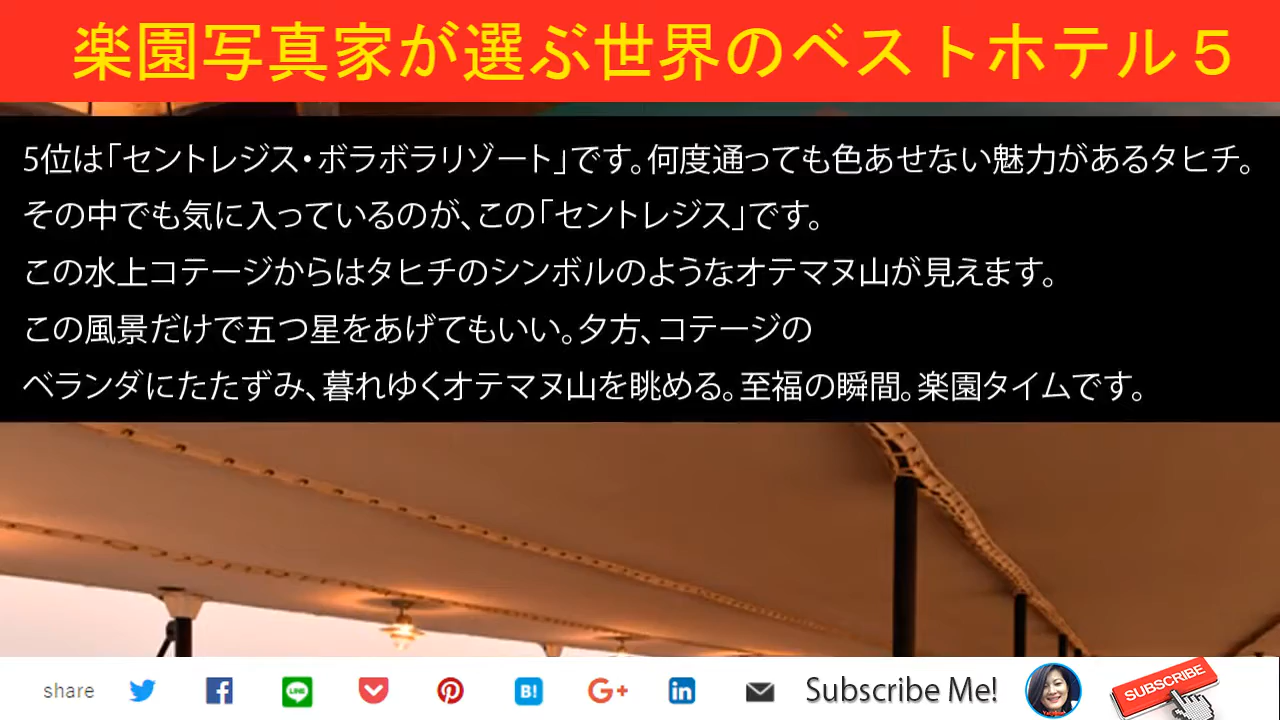 楽園写真家が選ぶ世界のベストホテル５
5位は「セントレジス・ボラボラリゾート」です。何度通っても色あせない魅力があるタヒチ。
その中でも気に入っているのが、この「セントレジス」です。
この水上コテージからはタヒチのシンボルのようなオテマヌ山が見えます。
この風景だけで五つ星をあげてもいい。夕方、コテージの
ベランダにたたずみ、暮れゆくオテマヌ山を眺める。至福の瞬間。楽園タイムです。
share LINE B! G+ in Subscribe Me! SUBSCRIBE